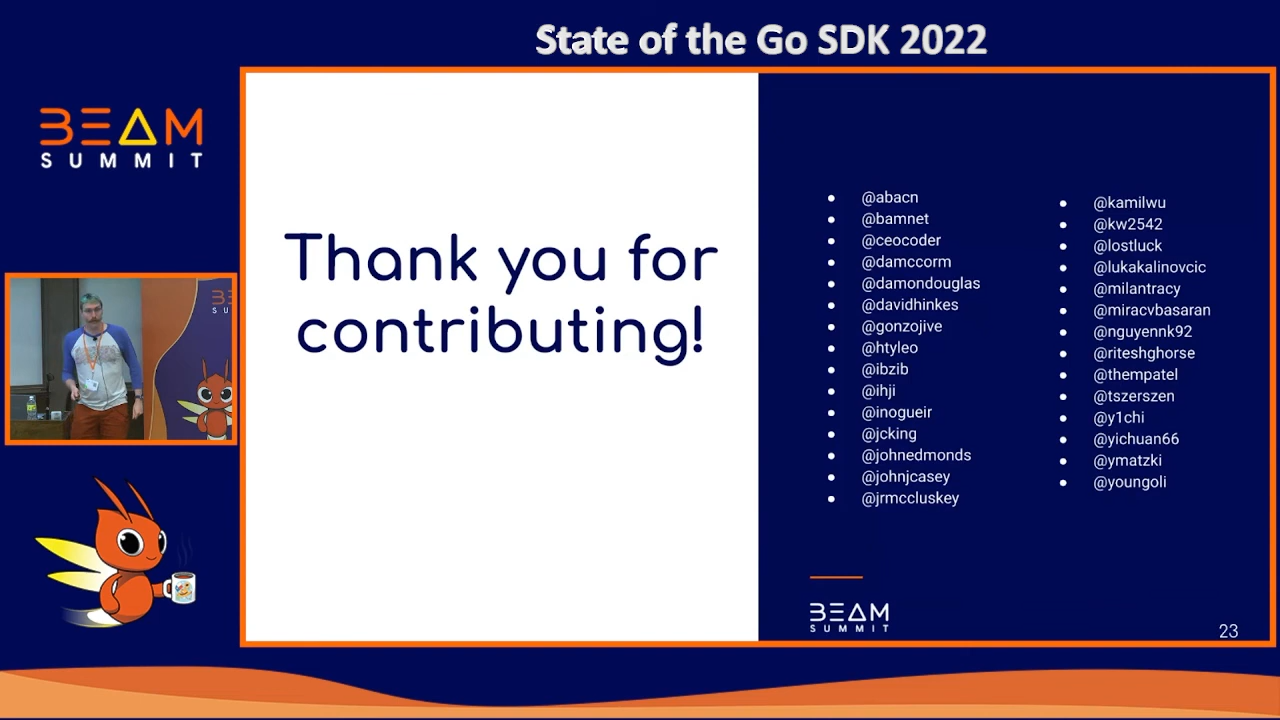 State of the Go SDK 2022
BEAM
SUMMIT
Thank you for
contributing!
@abacn
@bamnet
@ceocoder
@damccorm
@damondouglas
@davidhinkes
@gonzojive
@htyleo
@ibzib
@ihji
@inogueir
@jcking
@johnedmonds
@johnjcasey
@jrmccluskey
@kamilwu
@kw2542
@lostluck
@lukakalinovcic
@milantracy
@miracvbasaran
@nguyennk92
@riteshghorse
@thempatel
@tszerszen
@y1chi
@yichuan66
@ymatzki
@youngoli
BEAM
SUMMIT
23